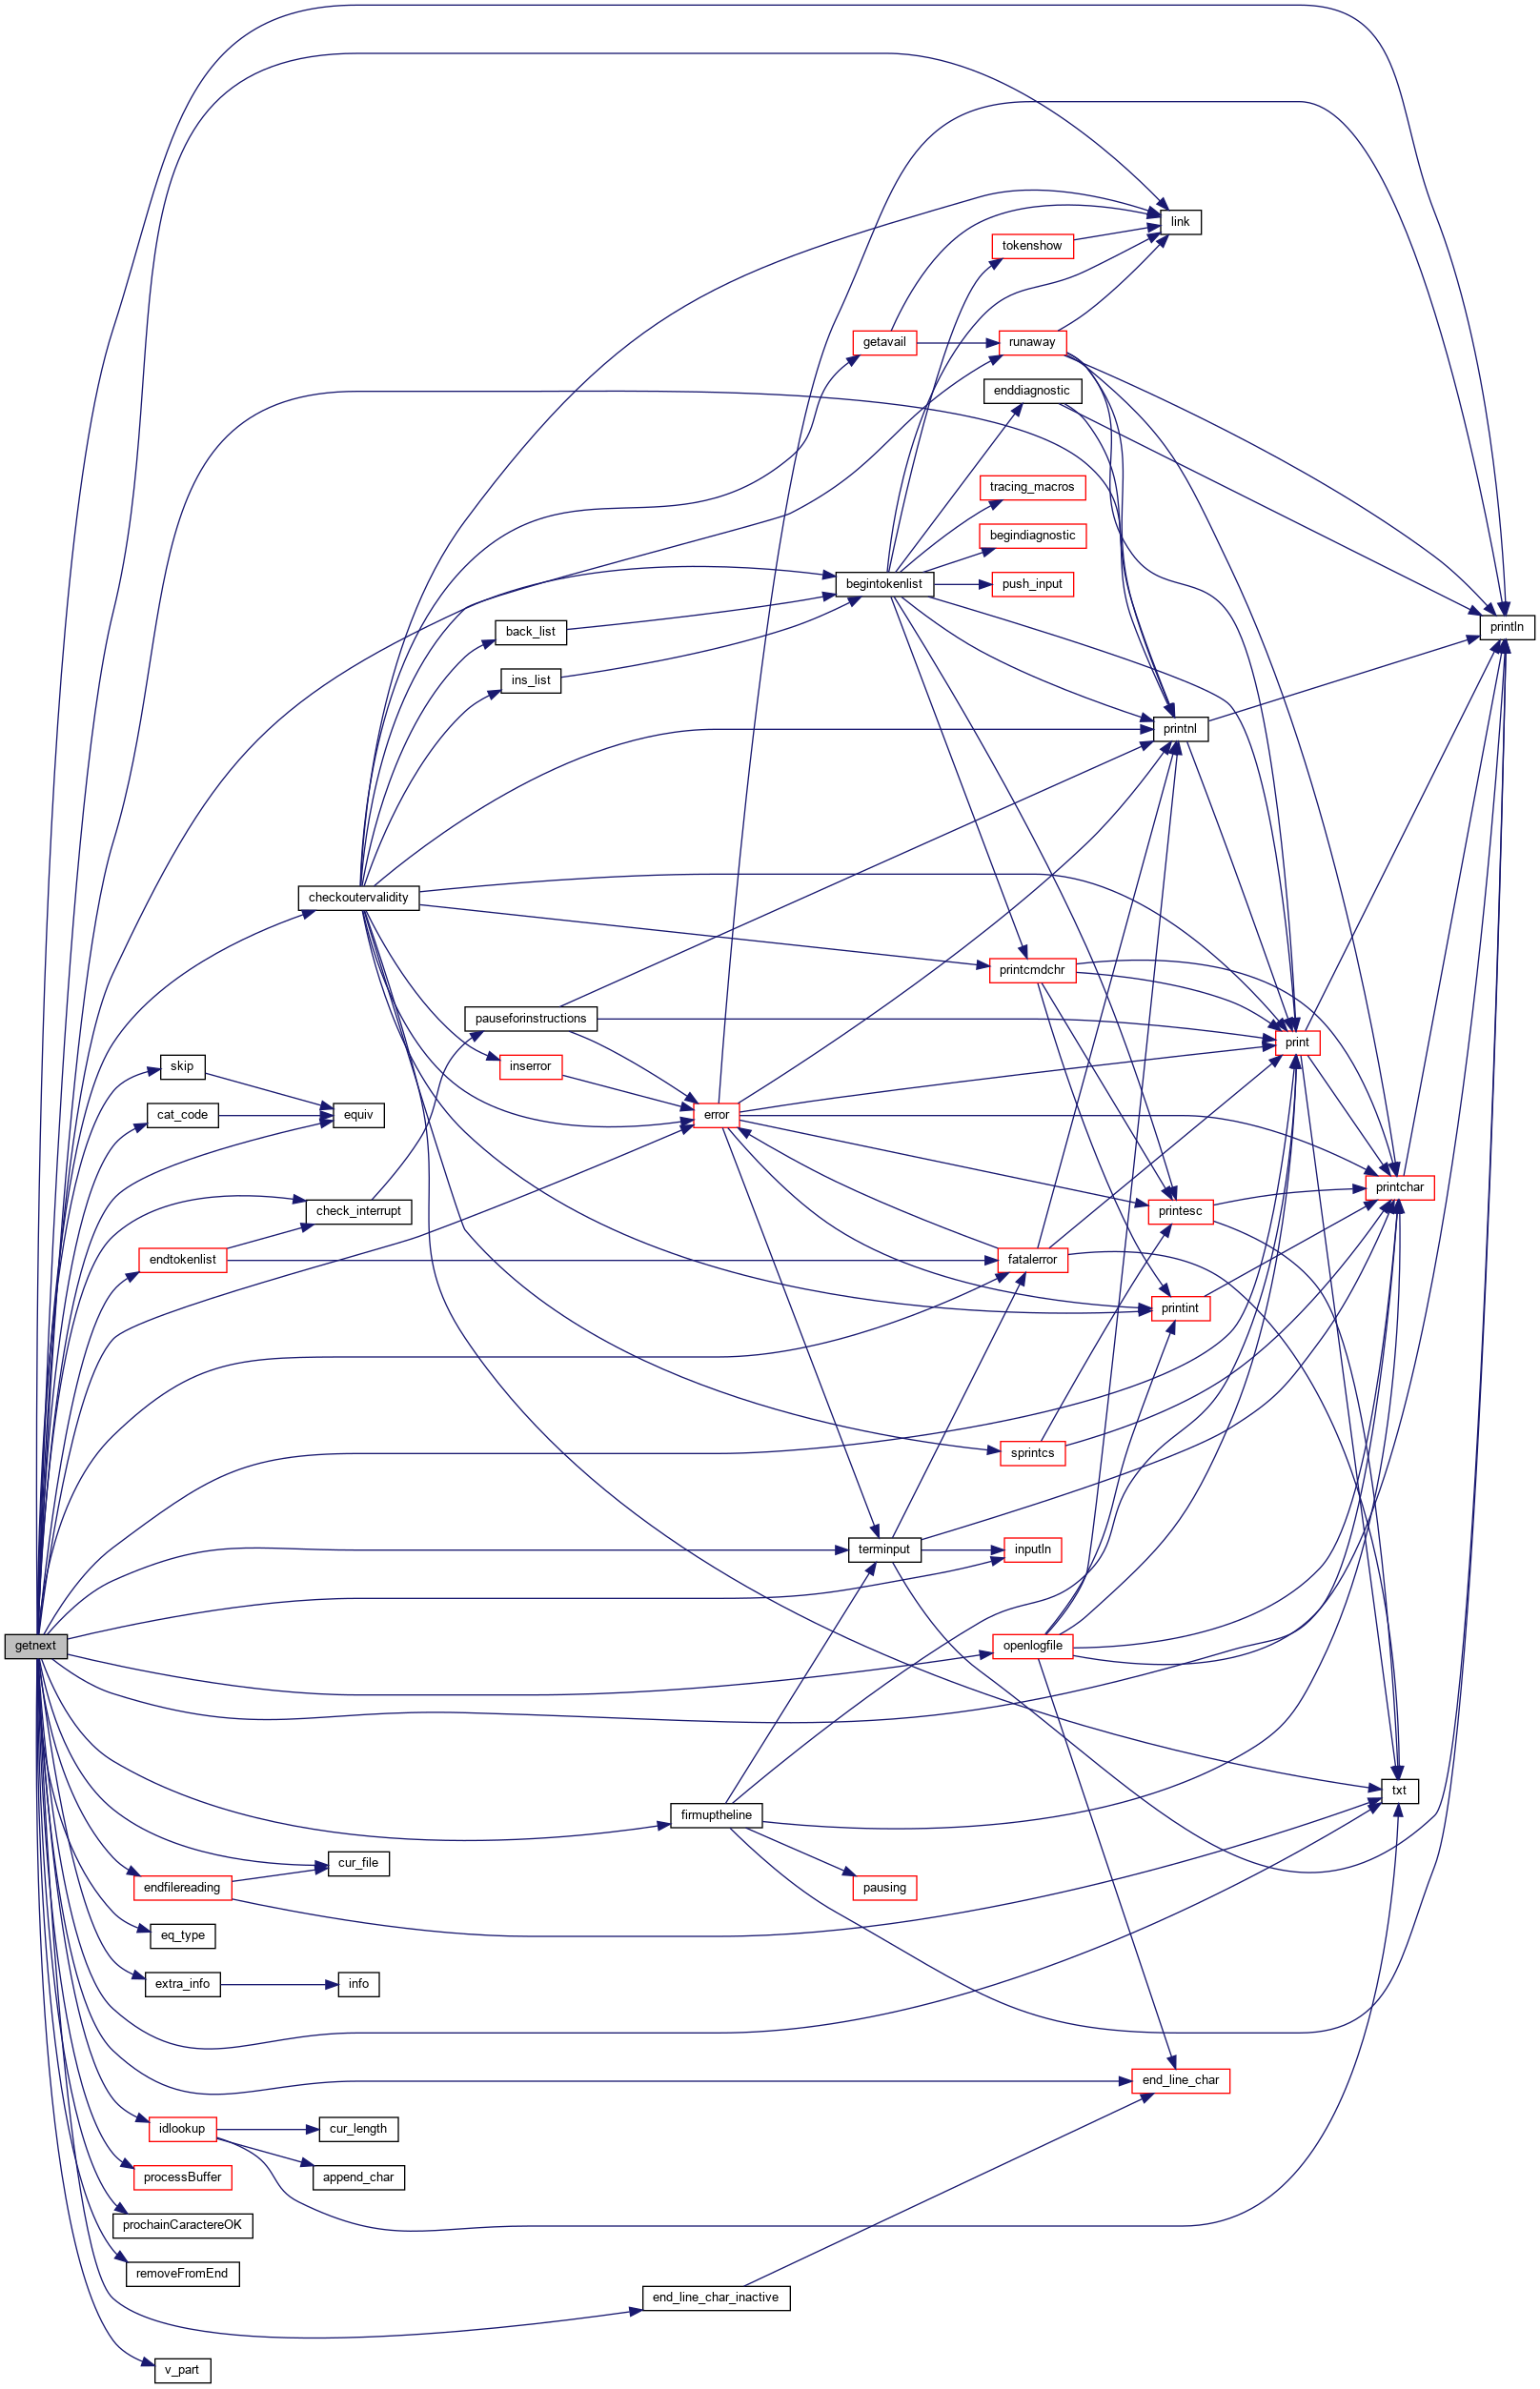 link
tokenshow
getavail
runaway
enddiagnostic
tracing_macros
begindiagnostic
begintokenlist
push_input
back_list
println
ins_list
printnl
checkoutervalidity
printcmdchr
pauseforinstructions
print
skip
inserror
cat_code
equiv
error
printchar
check_interrupt
printesc
endtokenlist
fatalerror
printint
sprintcs
terminput
inputln
getnext
openlogfile
txt
firmuptheline
cur_file
endfilereading
pausing
eq_type
extra_info
info
end_line_char
idlookup
cur_length
processBuffer
append_char
prochainCaractereOK
removeFromEnd
end_line_char_inactive
v_part